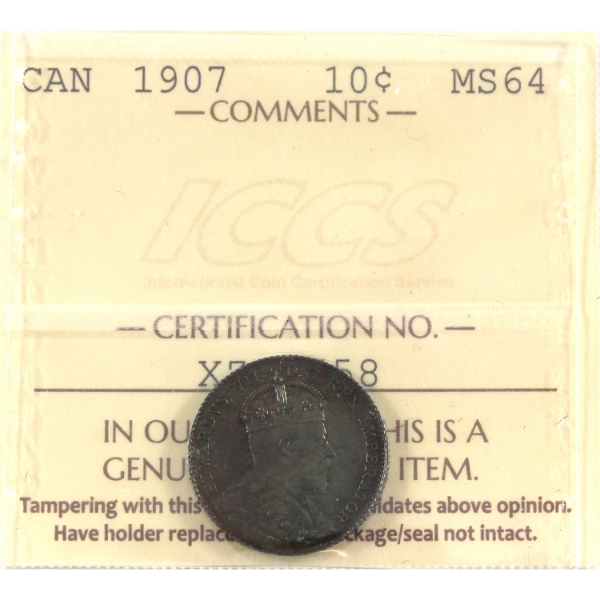 CAN 1907 10¢ MS64
— COMMENTS —
ICCS
International Coin Certification Service
— CERTIFICATION NO. —
58
IN OU HIS IS A
GENU ITEM.
Tampering with this idates above opinion.
Have holder replac ckage/seal not intact.